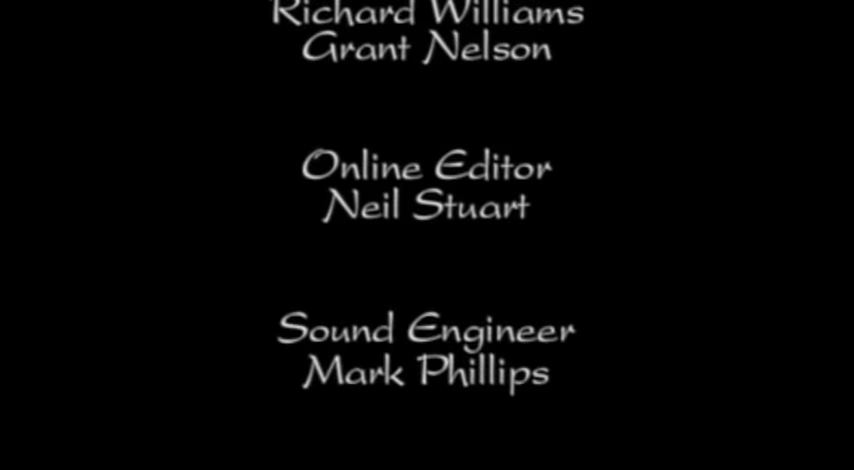 Richard Williams
Grant Nelson
Online Editor
Neil Stuart
Sound Engineer
Mark Phillips